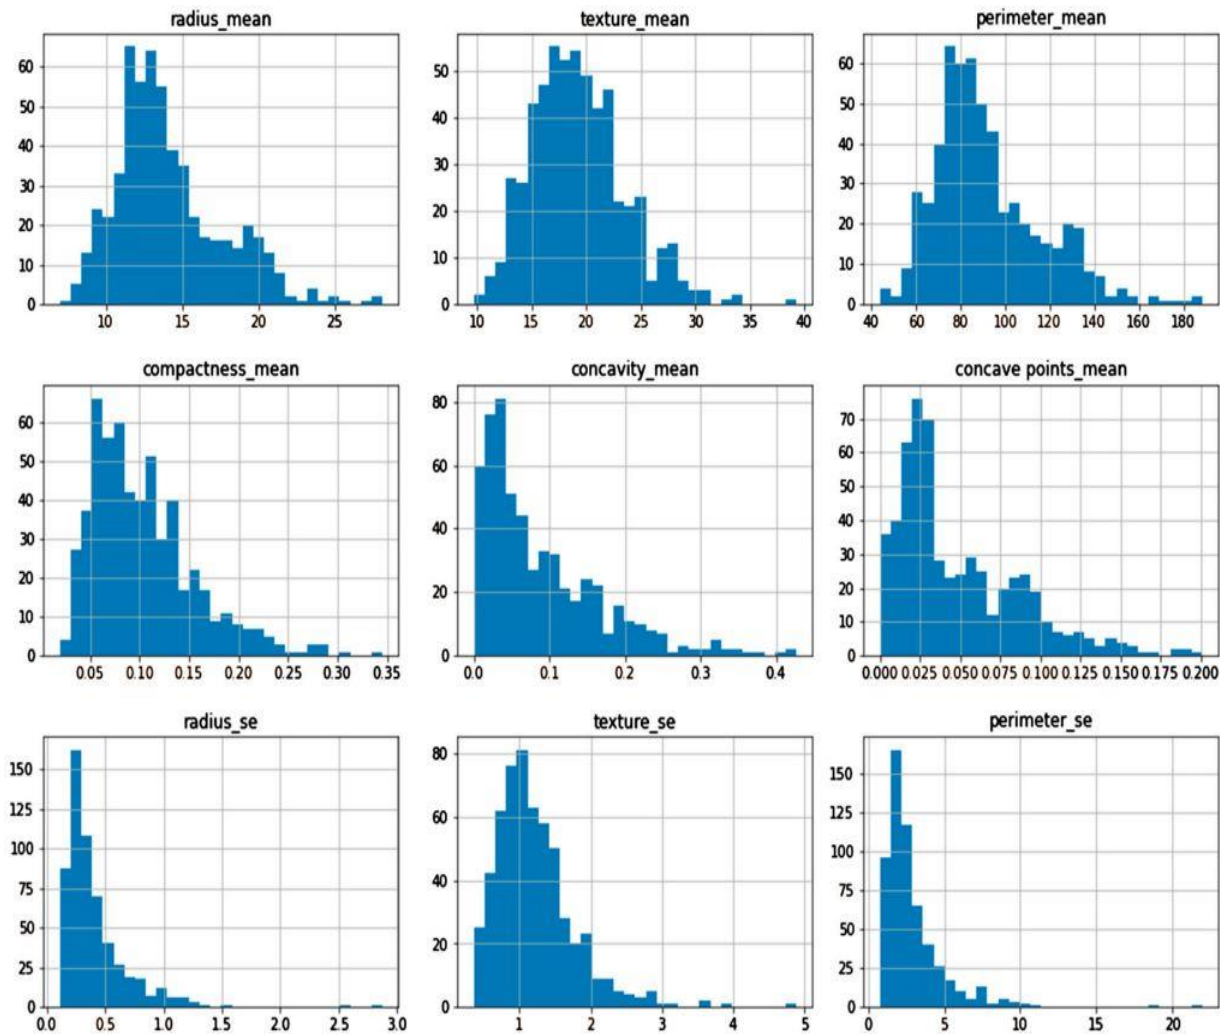 radius_mean texture_mean perimeter_mean
60 50 60
50 40 50
40 30 40
30 20 30
20 10 20
10 0 10
0 0
10 15 20 25 10 15 20 25 30 35 40 40 60 80 100 120 140 160 180
compactness_mean concavity_mean concave points_mean
60 80 70
50 60 60
40 40 50
30 20 40
20 0 30
10 20
0 10
0
0.05 0.10 0.15 0.20 0.25 0.30 0.35 0.0 0.1 0.2 0.3 0.4 0.000 0.025 0.050 0.075 0.100 0.125 0.150 0.175 0.200
radius_se texture_se perimeter_se
150 80 150
125 60 125
100 40 100
75 20 75
50 0 50
25 25
0 0
0.0 0.5 1.0 1.5 2.0 2.5 3.0 1 2 3 4 5 0 5 10 15 20